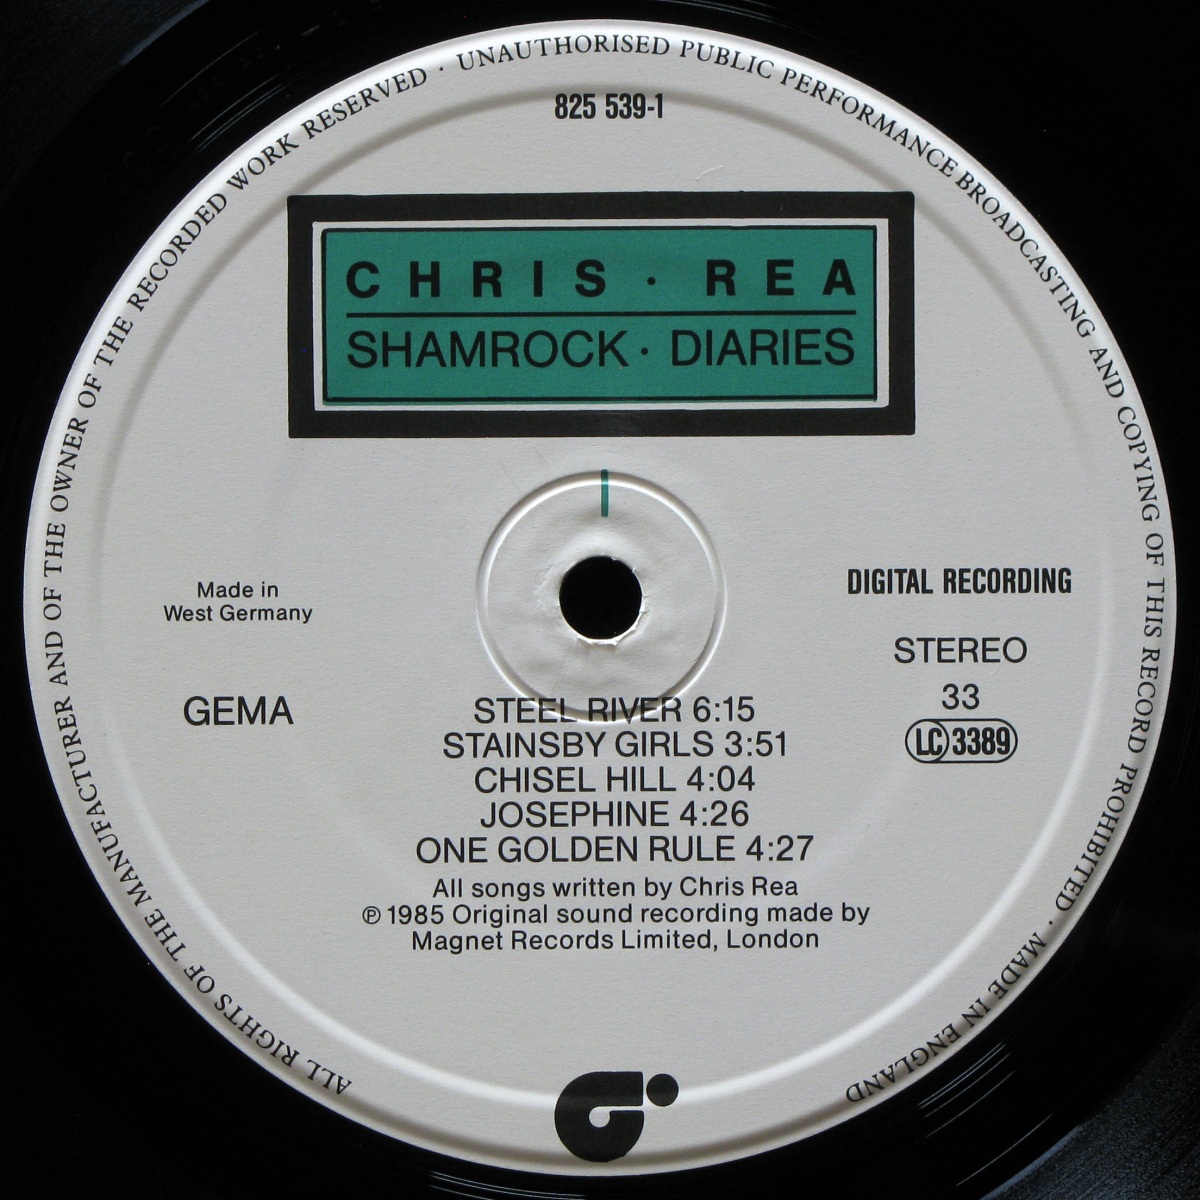 ALL RIGHTS OF THE MANUFACTURER AND OF THE OWNER OF THE RECORDED WORK RESERVED · UNAUTHORISED PUBLIC PERFORMANCE BROADCASTING AND COPYING OF THIS RECORD PROHIBITED · MADE IN ENGLAND
825 539-1
CHRIS · REA
SHAMROCK · DIARIES
Made in
West Germany
GEMA
DIGITAL RECORDING
STEREO
33
LC 3389
STEEL RIVER 6:15
STAINSBY GIRLS 3:51
CHISEL HILL 4:04
JOSEPHINE 4:26
ONE GOLDEN RULE 4:27
All songs written by Chris Rea
℗ 1985 Original sound recording made by
Magnet Records Limited, London